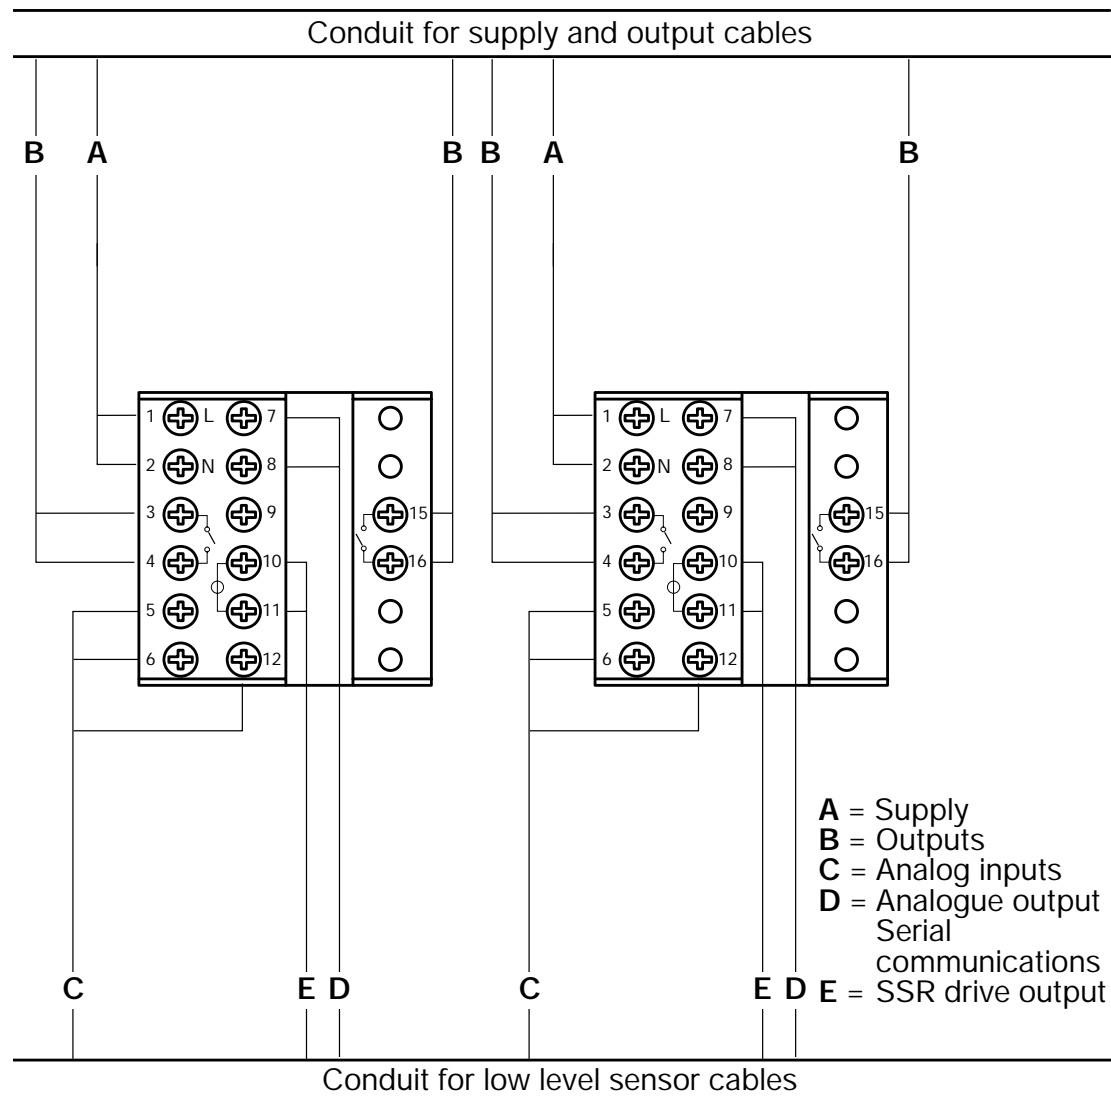 Conduit for supply and output cables
B A B B A B
1 L 7 1 L 7
2 N 8 2 N 8
3 9 15 3 9 15
4 10 16 4 10 16
5 11 5 11
6 12 6 12
A = Supply
B = Outputs
C = Analog inputs
D = Analogue output
Serial
communications
E = SSR drive output
C E D C E D
Conduit for low level sensor cables